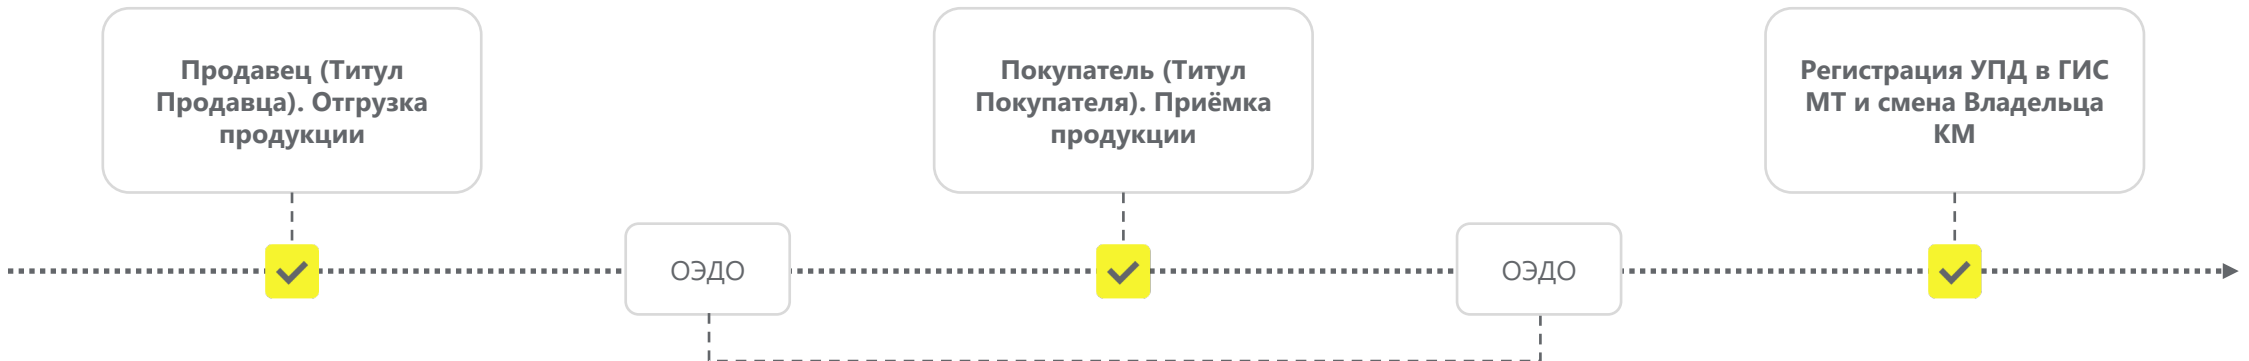 Продавец (Титул
Продавца). Отгрузка
продукции
Покупатель (Титул
Покупателя). Приёмка
продукции
Регистрация УПД в ГИС
МТ и смена Владельца
КМ
ОЭДО
ОЭДО